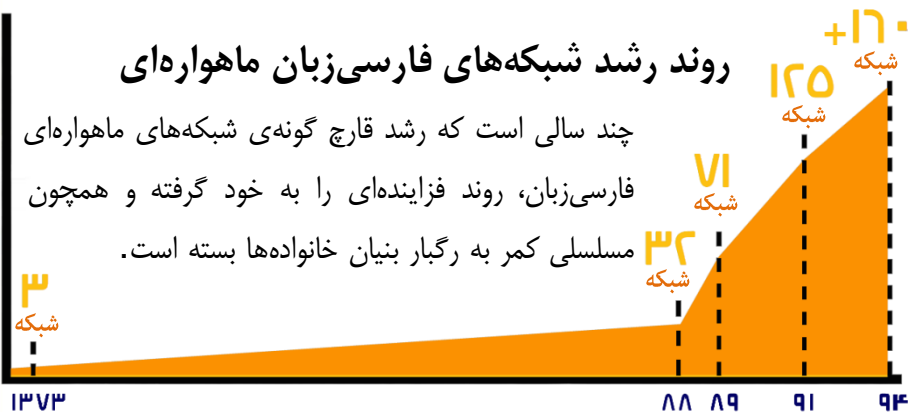 روند رشد شبکه‌های فارسی‌زبان ماهواره‌ای
چند سالی است که رشد قارچ گونه‌ی شبکه‌های ماهواره‌ای
فارسی‌زبان، روند فزاینده‌ای را به خود گرفته و همچون
مسلسلی کمر به رگبار بنیان خانواده‌ها بسته است.
۳
شبکه
۳۲
شبکه
۷۱
شبکه
۱۲۵
شبکه
+۱۶۰
شبکه
۱۳۷۳
۸۸
۸۹
۹۱
۹۴